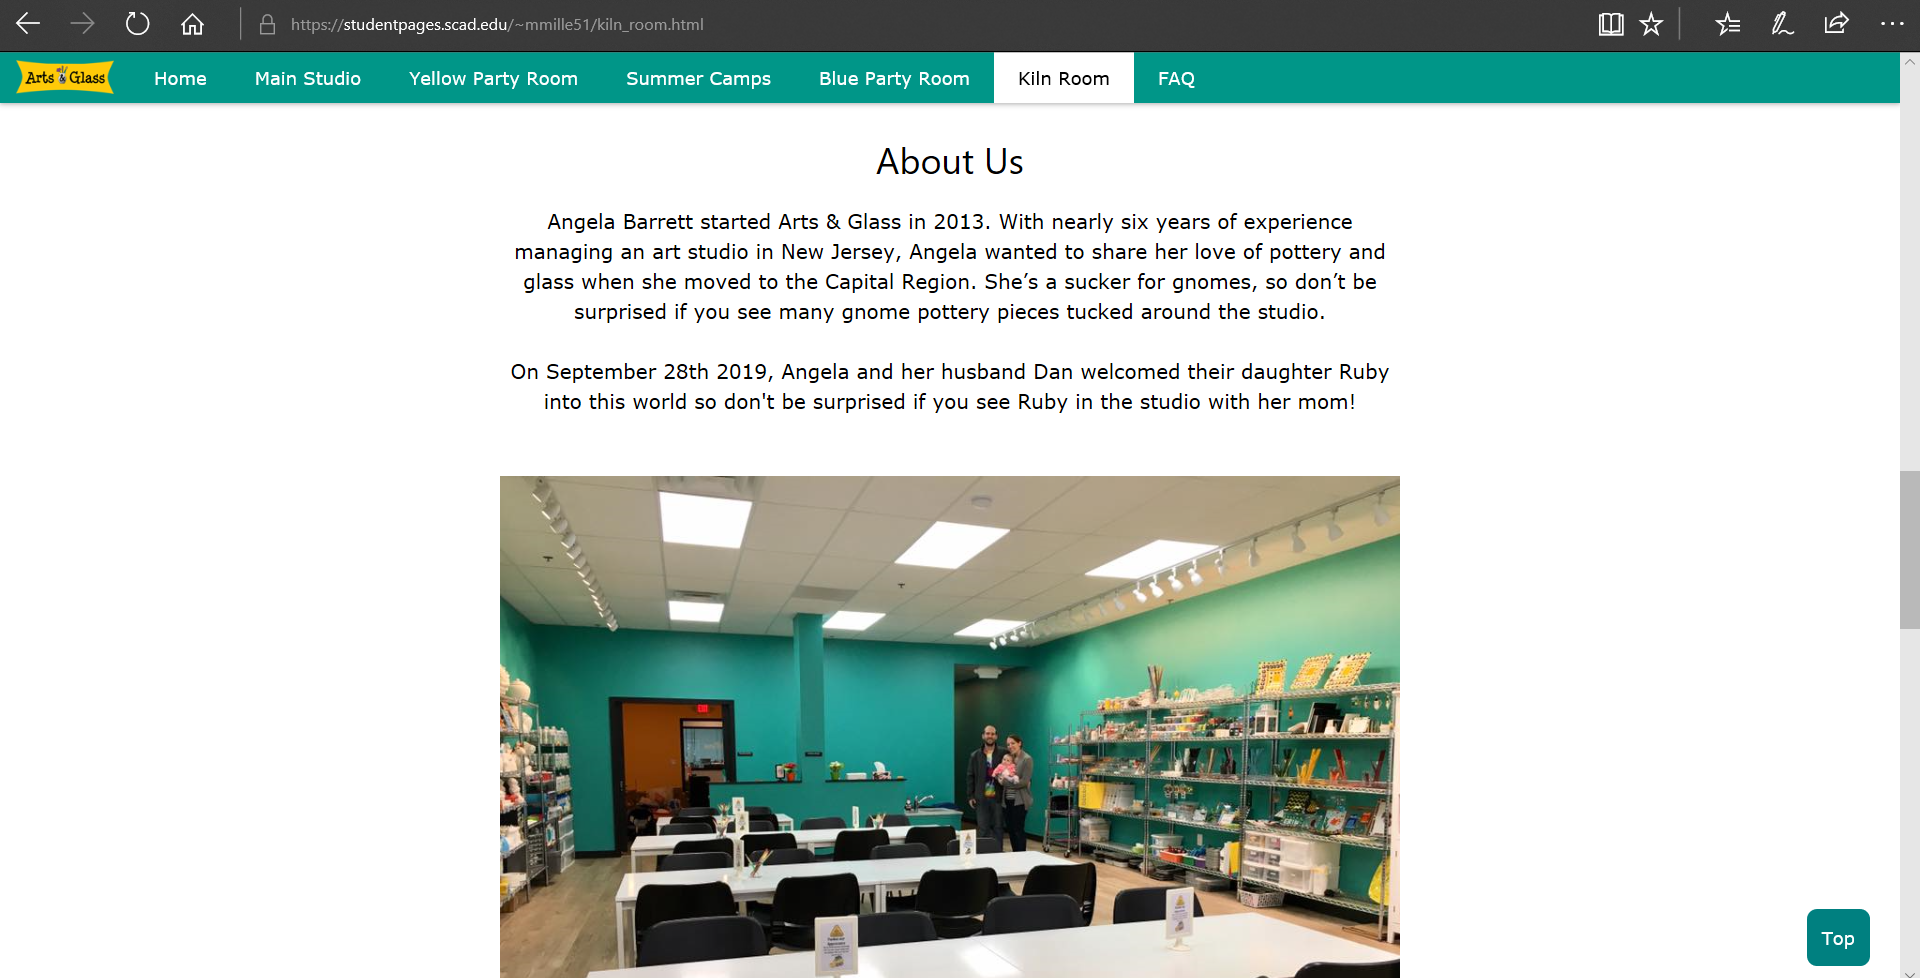 https://studentpages.scad.edu/~mmille51/kiln_room.html
Arts & Glass Home Main Studio Yellow Party Room Summer Camps Blue Party Room Kiln Room FAQ
About Us
Angela Barrett started Arts & Glass in 2013. With nearly six years of experience
managing an art studio in New Jersey, Angela wanted to share her love of pottery and
glass when she moved to the Capital Region. She’s a sucker for gnomes, so don’t be
surprised if you see many gnome pottery pieces tucked around the studio.
On September 28th 2019, Angela and her husband Dan welcomed their daughter Ruby
into this world so don't be surprised if you see Ruby in the studio with her mom!
EXIT
Top